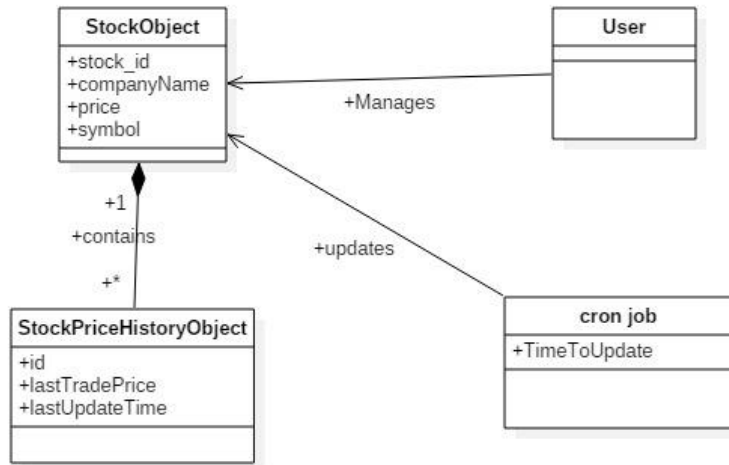 StockObject
+stock_id
+companyName
+price
+symbol
User
+Manages
+1
+contains
+*
+updates
StockPriceHistoryObject
+id
+lastTradePrice
+lastUpdateTime
cron job
+TimeToUpdate